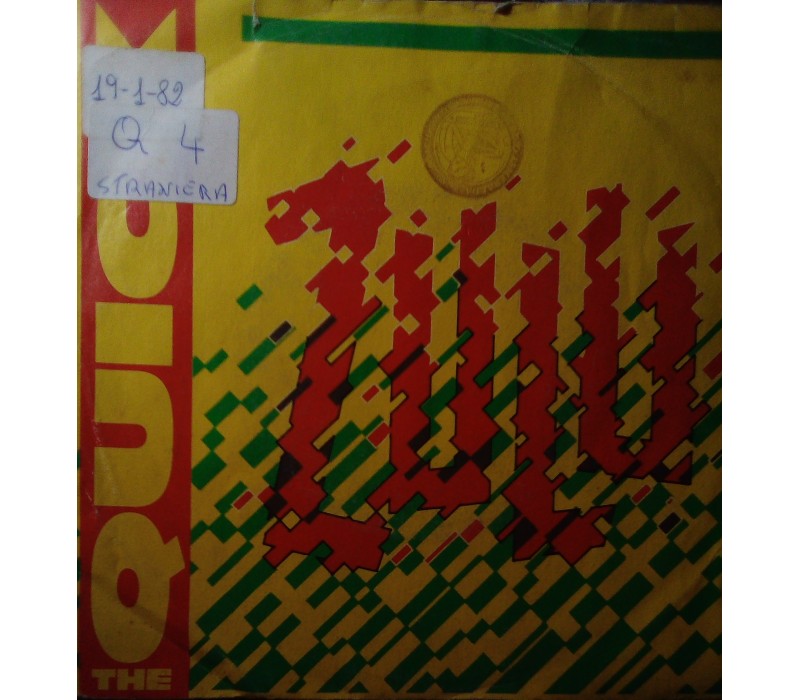 19-1-82
Q 4
STRANIERA
THE QUICK
Zulu